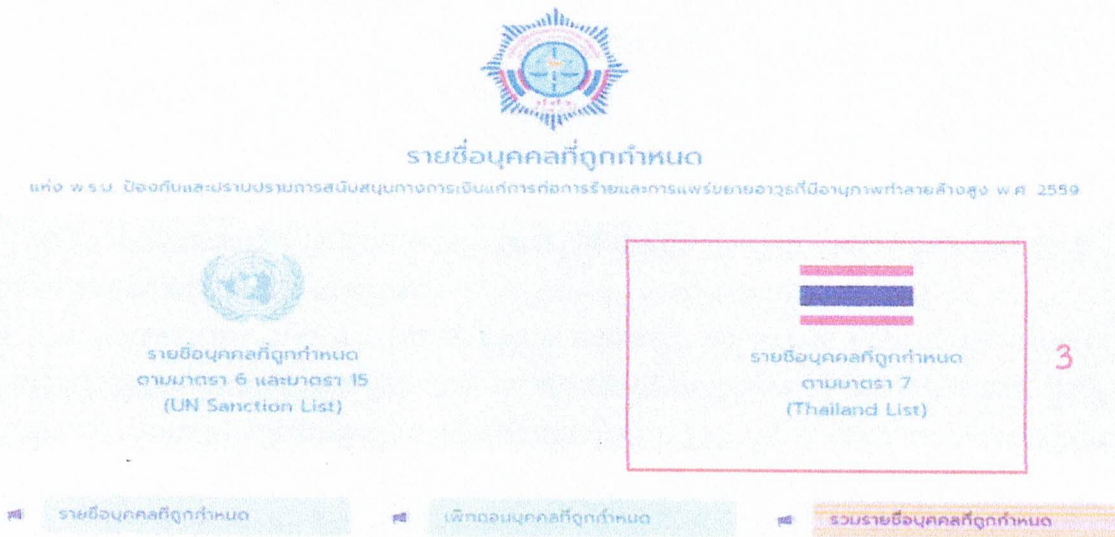 รายชื่อบุคคลที่ถูกกำหนด
แห่ง พ.ร.บ. ป้องกันและปราบปรามการสนับสนุนทางการเงินแก่การก่อการร้ายและการแพร่ขยายอาวุธที่มีอานุภาพทำลายล้างสูง พ.ศ. 2559
รายชื่อบุคคลที่ถูกกำหนด
ตามมาตรา 6 และมาตรา 15
(UN Sanction List)
รายชื่อบุคคลที่ถูกกำหนด
ตามมาตรา 7
(Thailand List)
3
รายชื่อบุคคลที่ถูกกำหนด
เพิกถอนบุคคลที่ถูกกำหนด
รวมรายชื่อบุคคลที่ถูกกำหนด